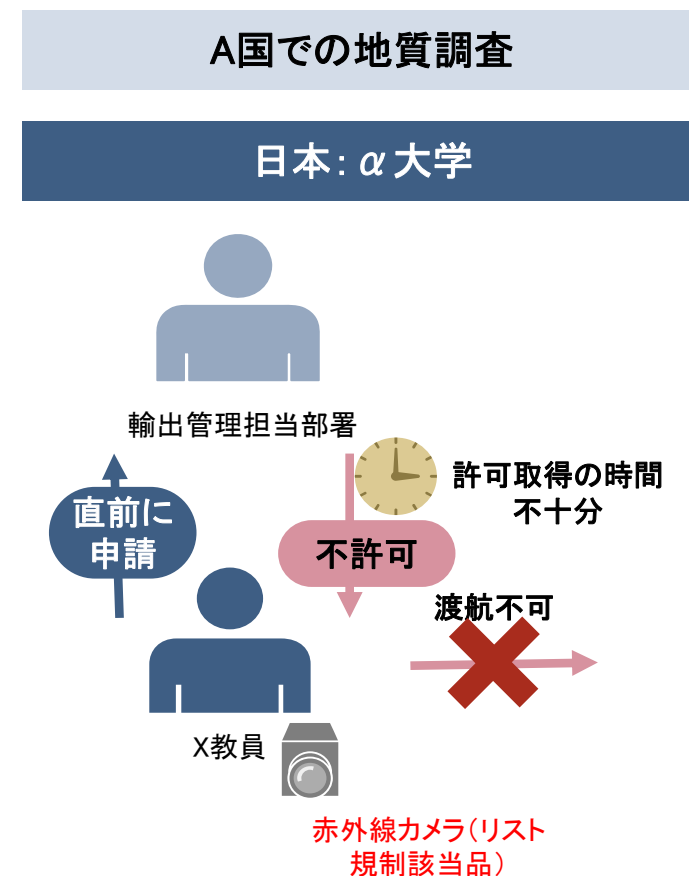 A国での地質調査
日本：α大学
輸出管理担当部署
直前に
申請
許可取得の時間
不十分
不許可
渡航不可
X教員
赤外線カメラ（リスト
規制該当品）